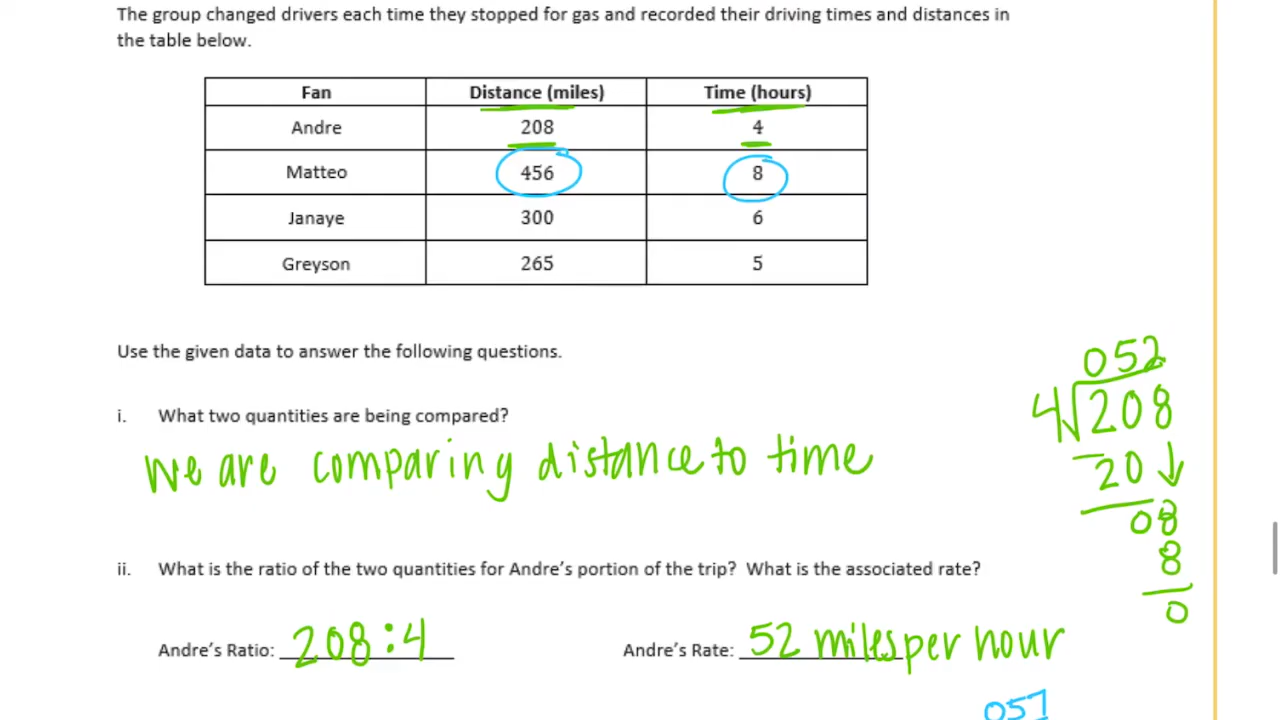 The group changed drivers each time they stopped for gas and recorded their driving times and distances in
the table below.
Fan Distance (miles) Time (hours)
Andre 208 4
Matteo 456 8
Janaye 300 6
Greyson 265 5
Use the given data to answer the following questions.
i. What two quantities are being compared?
We are comparing distance to time
052
4 208
20
08
8
0
ii. What is the ratio of the two quantities for Andre's portion of the trip? What is the associated rate?
Andre's Ratio: 208:4 Andre's Rate: 52 miles per hour
057